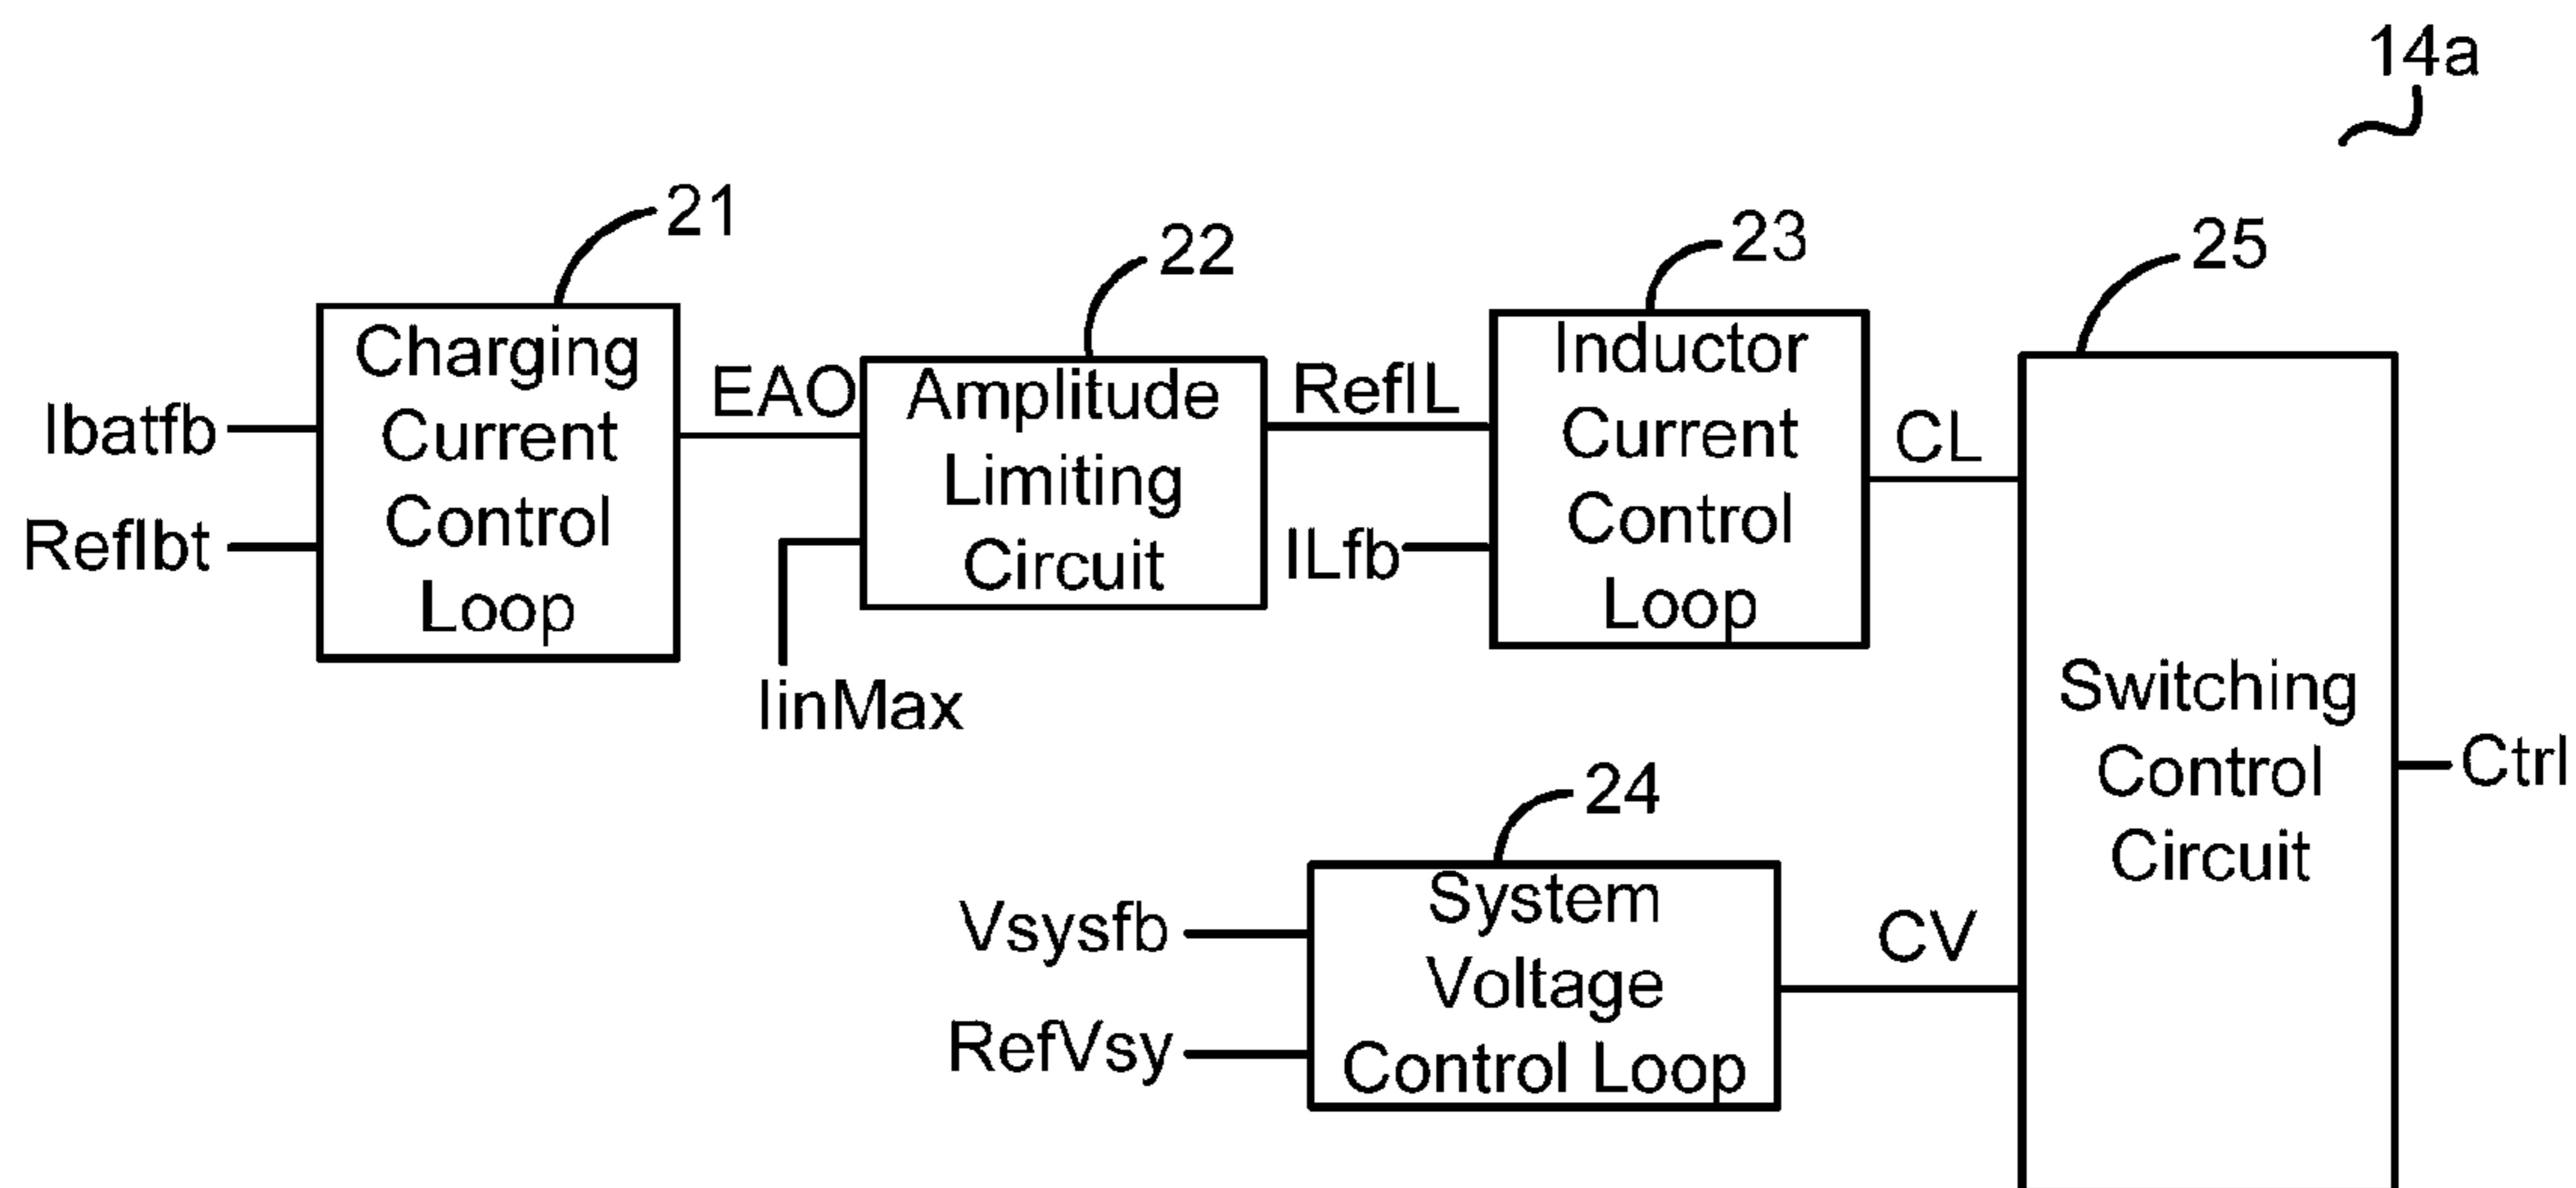 14a
21
22
23
25
Charging
Current
Control
Loop
Ibatfb
RefIbt
EAO
Amplitude
Limiting
Circuit
IinMax
RefIL
ILfb
Inductor
Current
Control
Loop
CL
24
Vsysfb
RefVsy
System
Voltage
Control Loop
CV
Switching
Control
Circuit
Ctrl